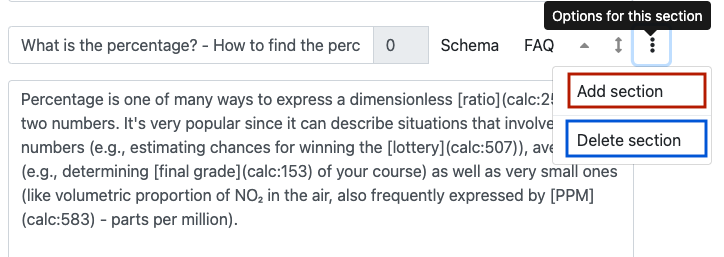 Options for this section
What is the percentage? - How to find the perc 0 Schema FAQ
Add section
Delete section
Percentage is one of many ways to express a dimensionless [ratio](calc:25
two numbers. It's very popular since it can describe situations that involve
numbers (e.g., estimating chances for winning the [lottery](calc:507)), ave
(e.g., determining [final grade](calc:153) of your course) as well as very small ones
(like volumetric proportion of NO₂ in the air, also frequently expressed by [PPM]
(calc:583) - parts per million).